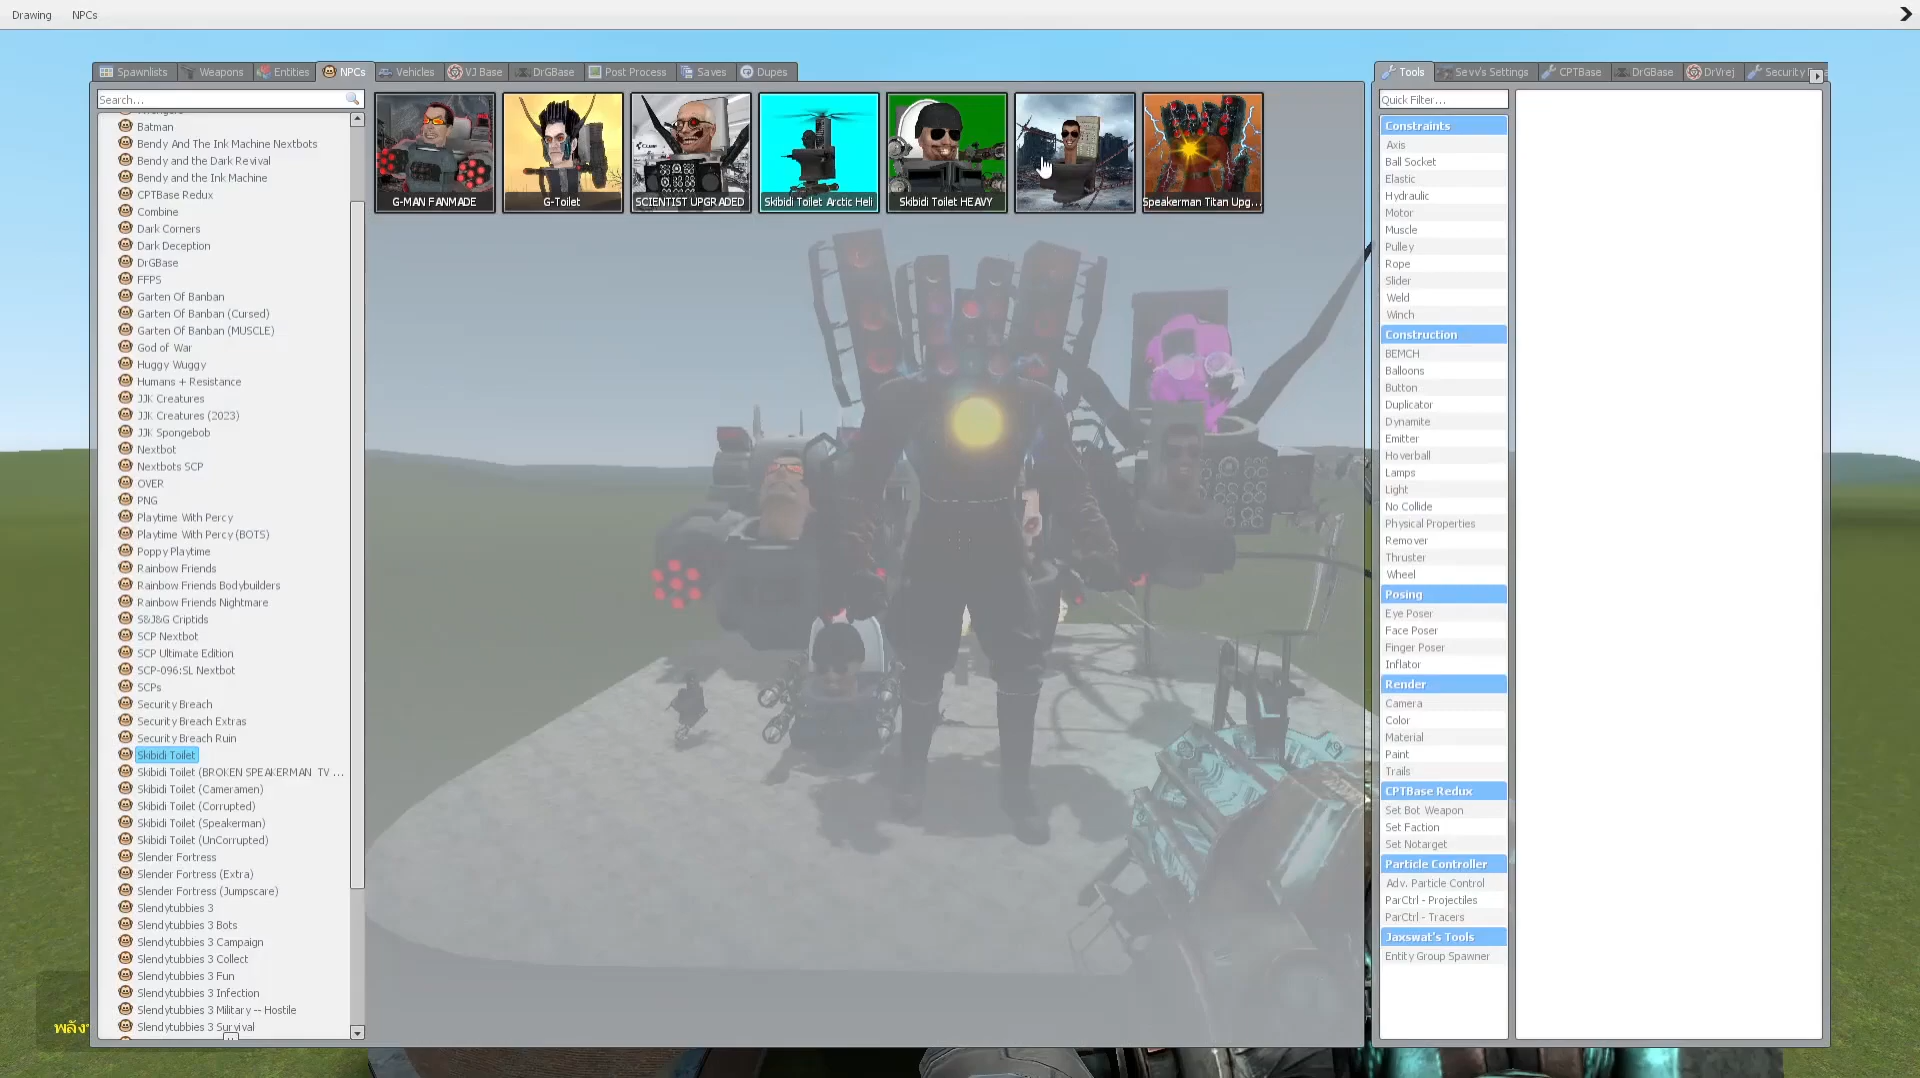 Drawing NPCs
Spawnlists Weapons Entities NPCs Vehicles VJ Base DrGBase Post Process Saves Dupes
Tools Sevv's Settings CPTBase DrGBase DrVrej Security
Search...
Batman
Bendy And The Ink Machine Nextbots
Bendy and the Dark Revival
Bendy and the Ink Machine
CPTBase Redux
Combine
Dark Corners
Dark Deception
DrGBase
FFPS
Garten Of Banban
Garten Of Banban (Cursed)
Garten Of Banban (MUSCLE)
God of War
Huggy Wuggy
Humans + Resistance
JJK Creatures
JJK Creatures (2023)
JJK Spongebob
Nextbot
Nextbots SCP
OVER
PNG
Playtime With Percy
Playtime With Percy (BOTS)
Poppy Playtime
Rainbow Friends
Rainbow Friends Bodybuilders
Rainbow Friends Nightmare
S&J&G Criptids
SCP Nextbot
SCP Ultimate Edition
SCP-096:SL Nextbot
SCPs
Security Breach
Security Breach Extras
Security Breach Ruin
Skibidi Toilet
Skibidi Toilet (BROKEN SPEAKERMAN TV ...
Skibidi Toilet (Cameramen)
Skibidi Toilet (Corrupted)
Skibidi Toilet (Speakerman)
Skibidi Toilet (UnCorrupted)
Slender Fortress
Slender Fortress (Extra)
Slender Fortress (Jumpscare)
Slendytubbies 3
Slendytubbies 3 Bots
Slendytubbies 3 Campaign
Slendytubbies 3 Collect
Slendytubbies 3 Fun
Slendytubbies 3 Infection
Slendytubbies 3 Military -- Hostile
Slendytubbies 3 Survival
G-MAN FANMADE
G-Toilet
SCIENTIST UPGRADED
Skibidi Toilet Arctic Heli
Skibidi Toilet HEAVY
Speakerman Titan Upg...
Quick Filter...
Constraints
Axis
Ball Socket
Elastic
Hydraulic
Motor
Muscle
Pulley
Rope
Slider
Weld
Winch
Construction
BEMCH
Balloons
Button
Duplicator
Dynamite
Emitter
Hoverball
Lamps
Light
No Collide
Physical Properties
Remover
Thruster
Wheel
Posing
Eye Poser
Face Poser
Finger Poser
Inflator
Render
Camera
Color
Material
Paint
Trails
CPTBase Redux
Set Bot Weapon
Set Faction
Set Notarget
Particle Controller
Adv. Particle Control
ParCtrl - Projectiles
ParCtrl - Tracers
Jaxswat's Tools
Entity Group Spawner